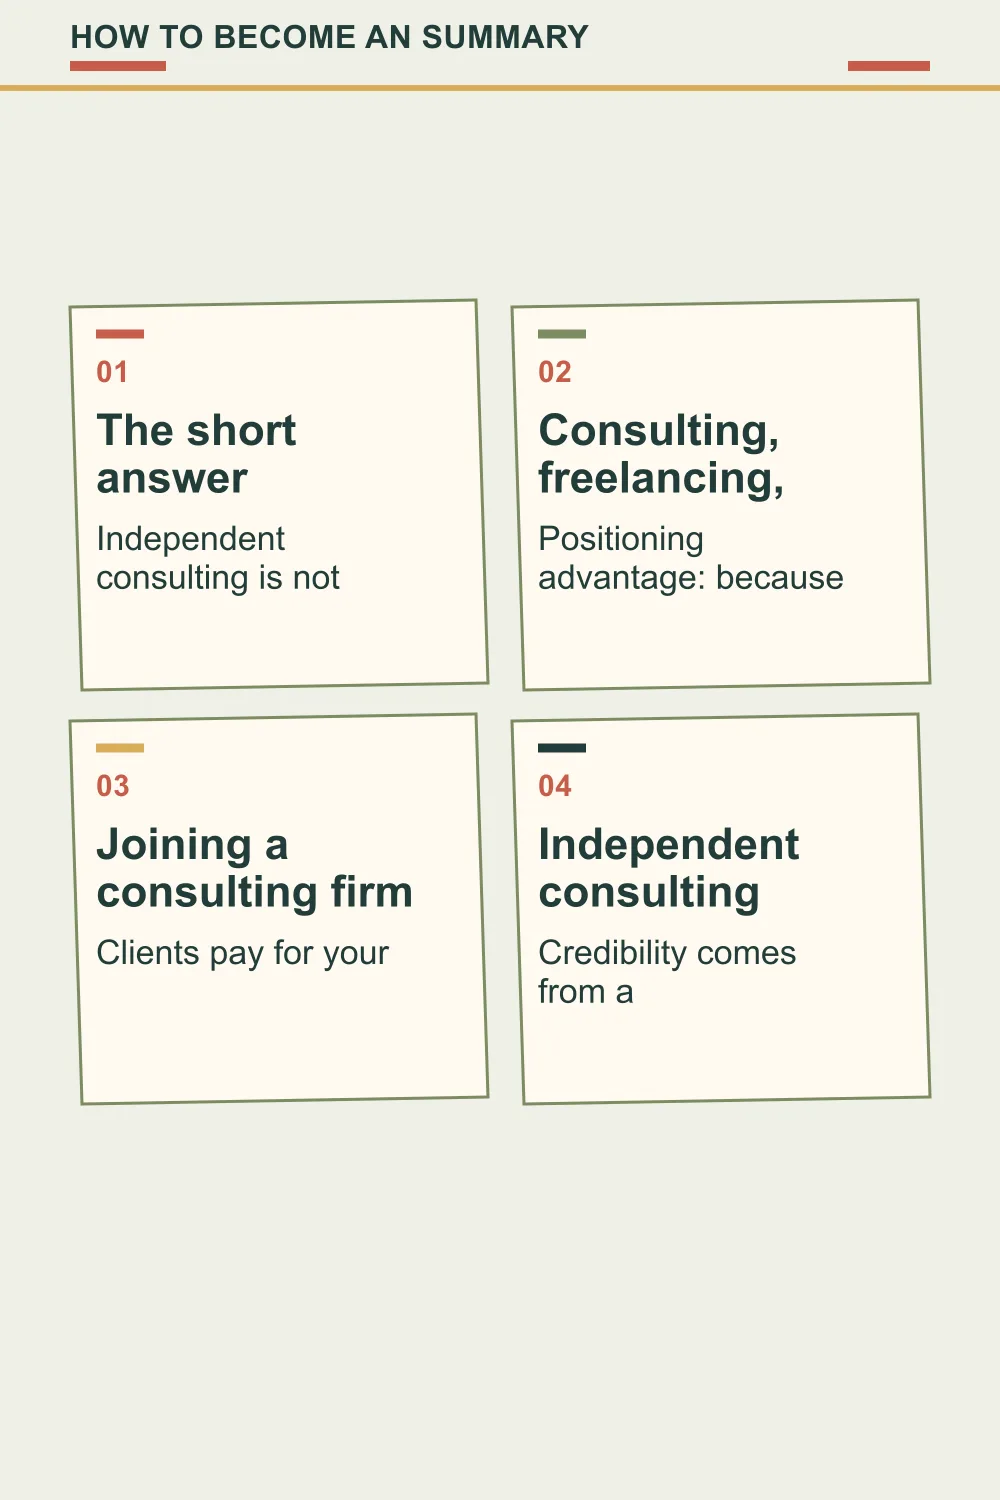 HOW TO BECOME AN SUMMARY
01
The short
answer
Independent
consulting is not
02
Consulting,
freelancing,
Positioning
advantage: because
03
Joining a
consulting firm
Clients pay for your
04
Independent
consulting
Credibility comes
from a